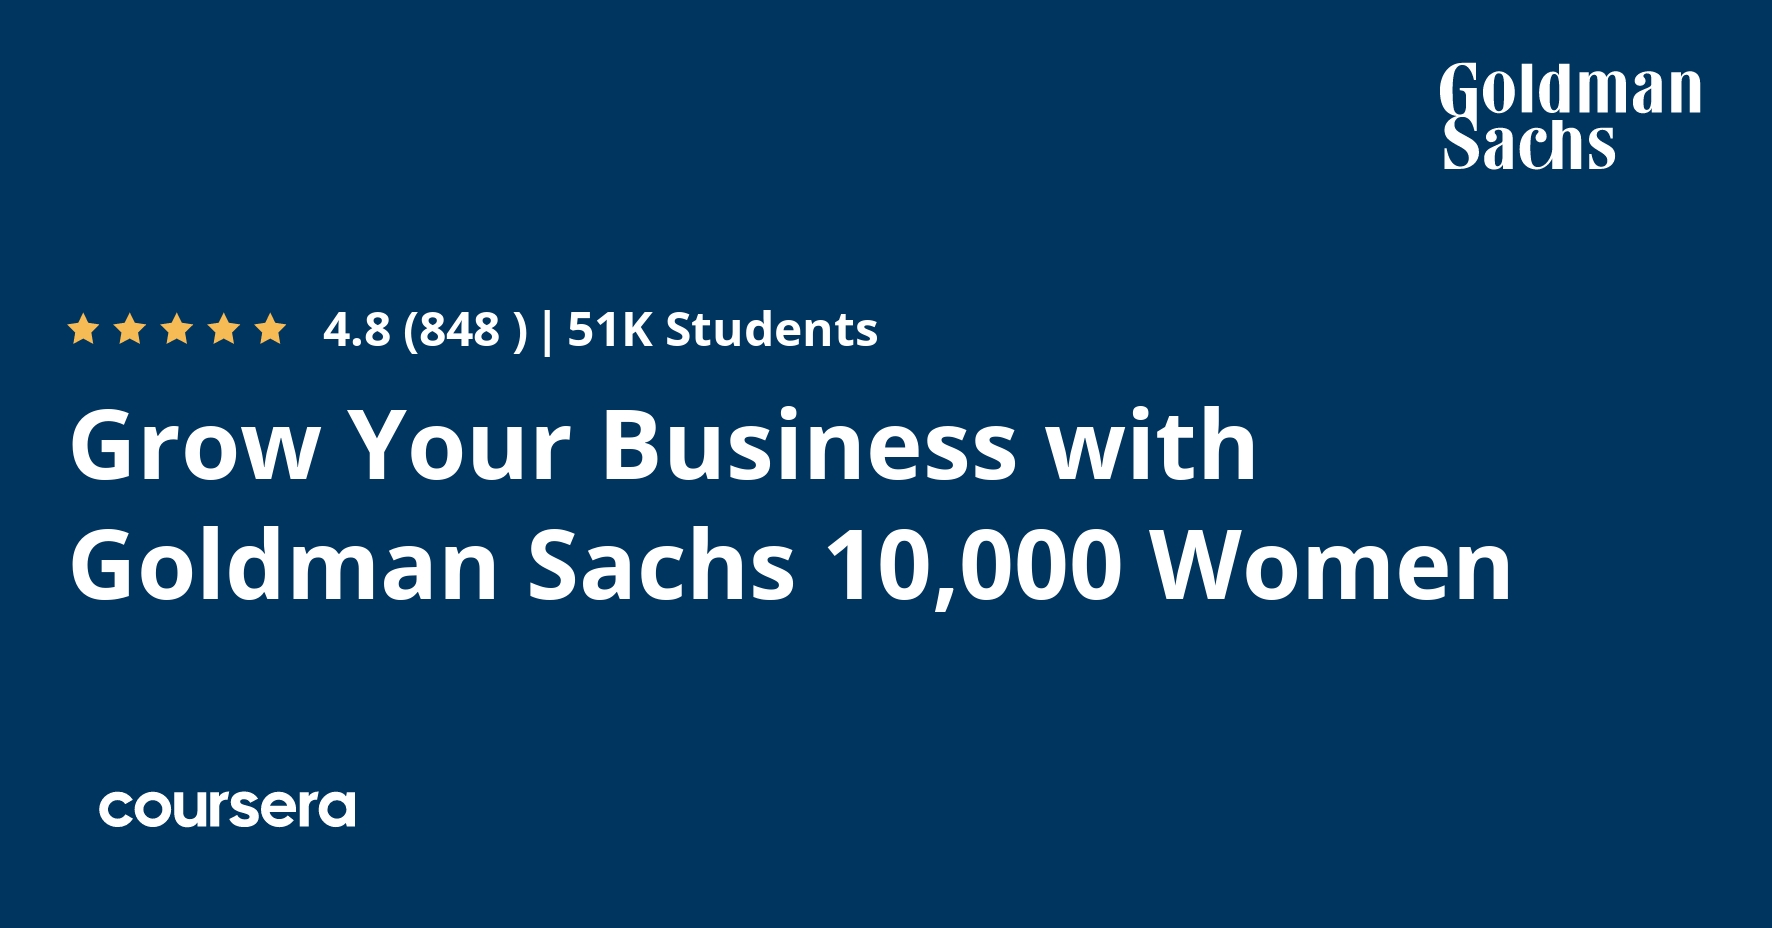 Goldman
Sachs
4.8 (848 ) | 51K Students
Grow Your Business with
Goldman Sachs 10,000 Women
coursera